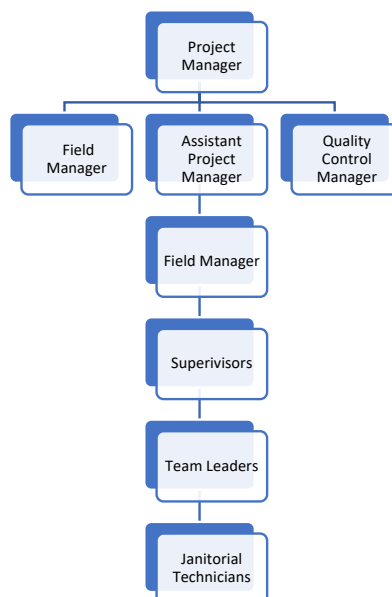 Project
Manager
Field
Manager
Assistant
Project
Manager
Quality
Control
Manager
Field Manager
Superivisors
Team Leaders
Janitorial
Technicians